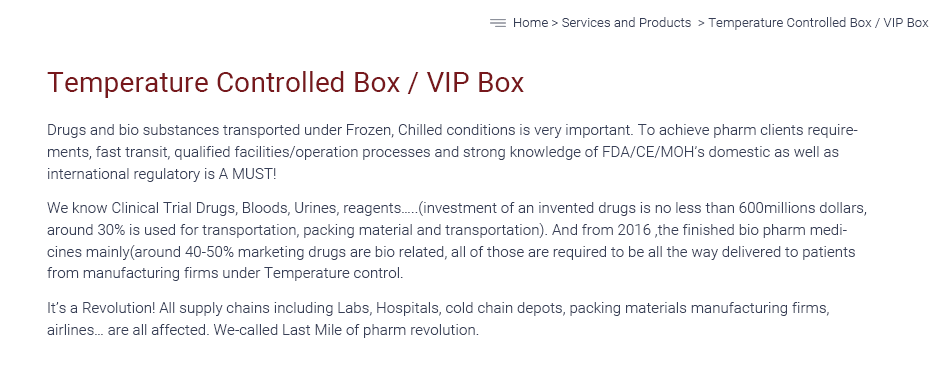 Home > Services and Products > Temperature Controlled Box / VIP Box
Temperature Controlled Box / VIP Box
Drugs and bio substances transported under Frozen, Chilled conditions is very important. To achieve pharm clients require-
ments, fast transit, qualified facilities/operation processes and strong knowledge of FDA/CE/MOH's domestic as well as
international regulatory is A MUST!
We know Clinical Trial Drugs, Bloods, Urines, reagents.....(investment of an invented drugs is no less than 600millions dollars,
around 30% is used for transportation, packing material and transportation). And from 2016 ,the finished bio pharm medi-
cines mainly(around 40-50% marketing drugs are bio related, all of those are required to be all the way delivered to patients
from manufacturing firms under Temperature control.
It's a Revolution! All supply chains including Labs, Hospitals, cold chain depots, packing materials manufacturing firms,
airlines... are all affected. We-called Last Mile of pharm revolution.